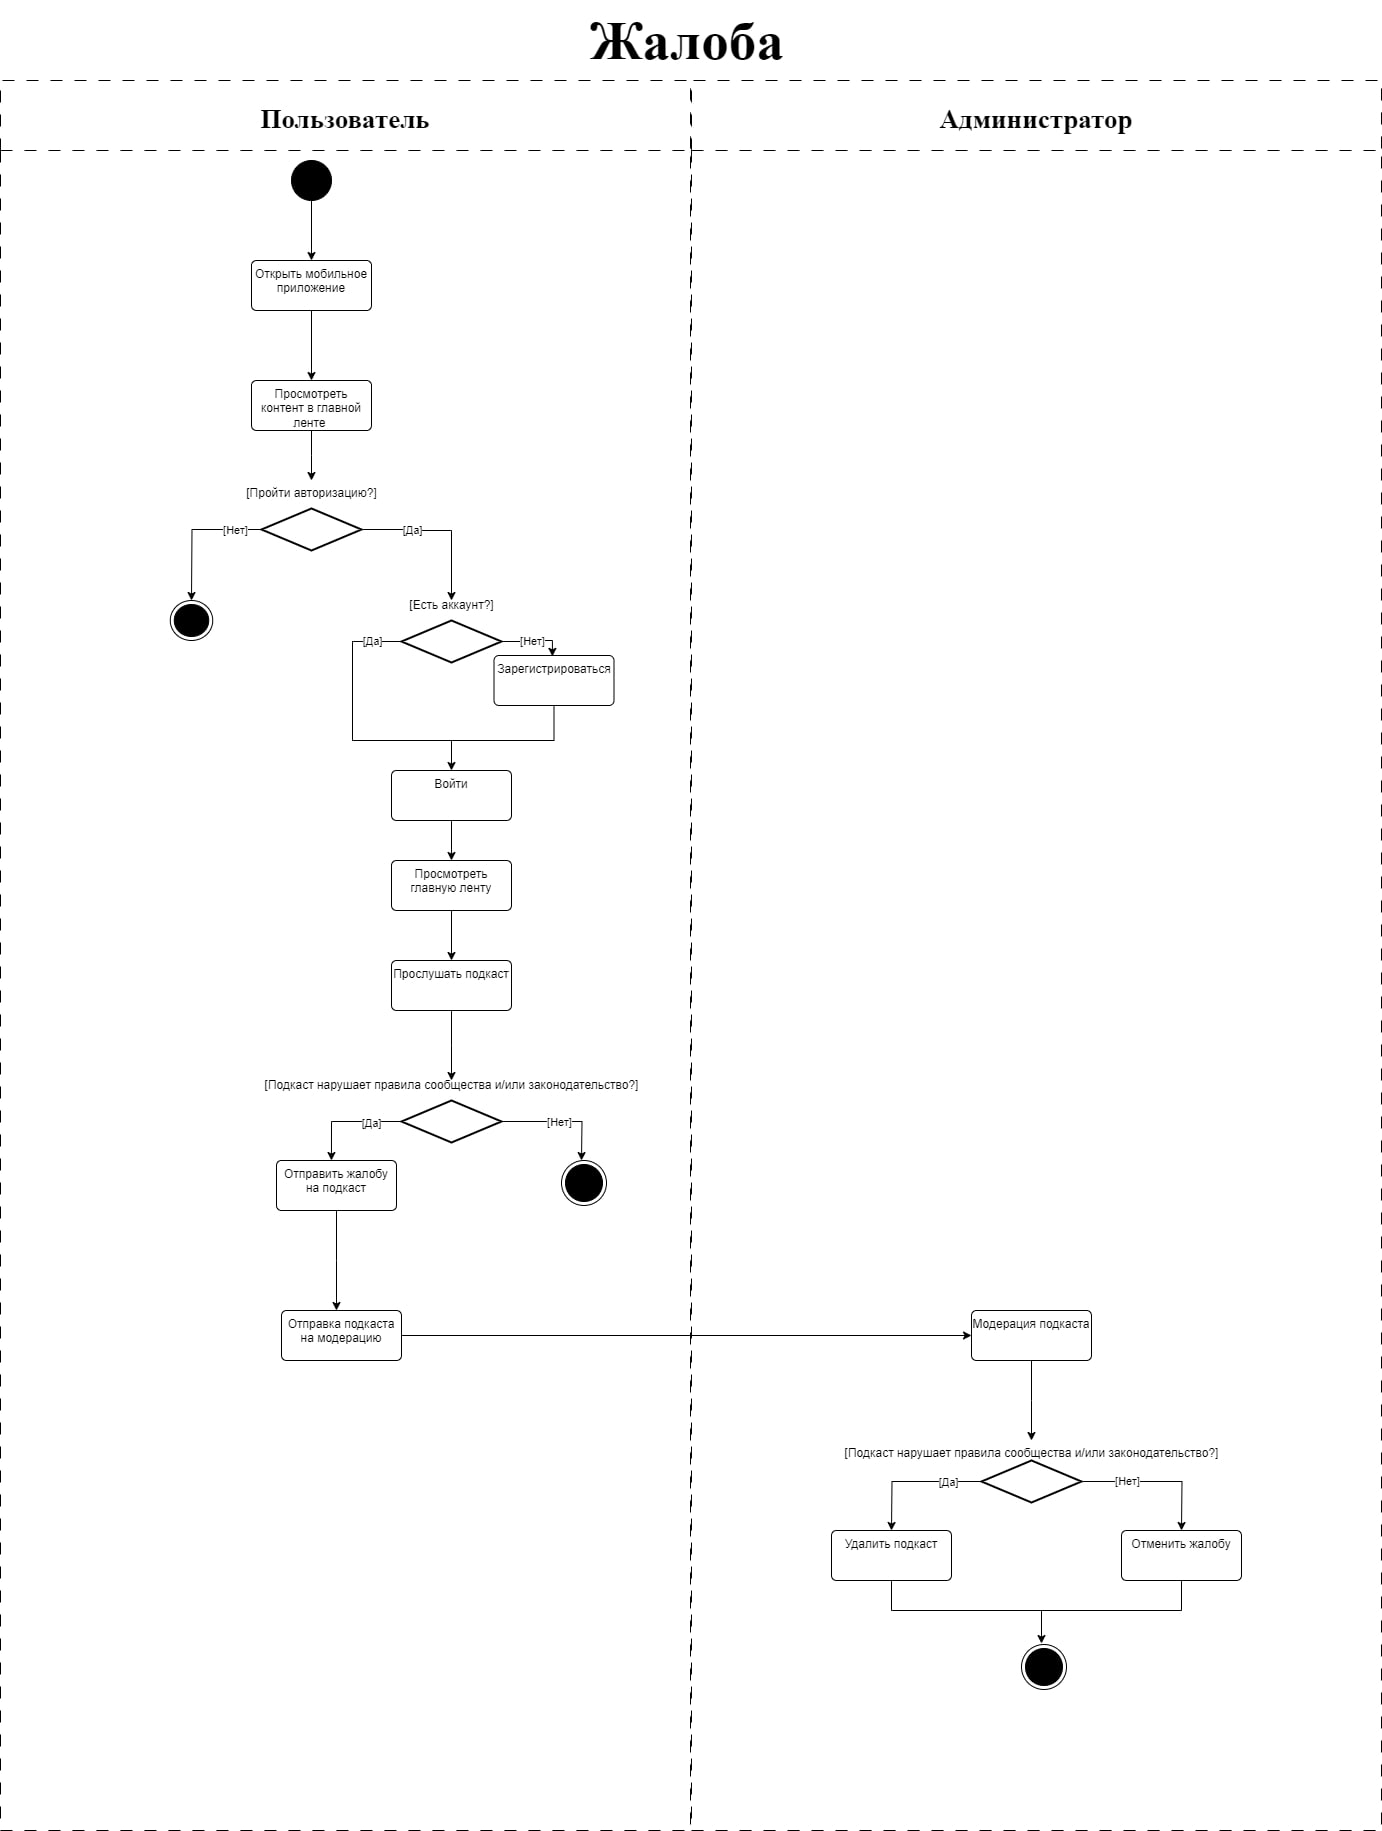 Жалоба
Пользователь
Администратор
Открыть мобильное
приложение
Просмотреть
контент в главной
ленте
[Пройти авторизацию?]
[Нет]
[Да]
[Есть аккаунт?]
[Да]
[Нет]
Зарегистрироваться
Войти
Просмотреть
главную ленту
Прослушать подкаст
[Подкаст нарушает правила сообщества и/или законодательство?]
[Да]
[Нет]
Отправить жалобу
на подкаст
Отправка подкаста
на модерацию
Модерация подкаста
[Подкаст нарушает правила сообщества и/или законодательство?]
[Да]
[Нет]
Удалить подкаст
Отменить жалобу